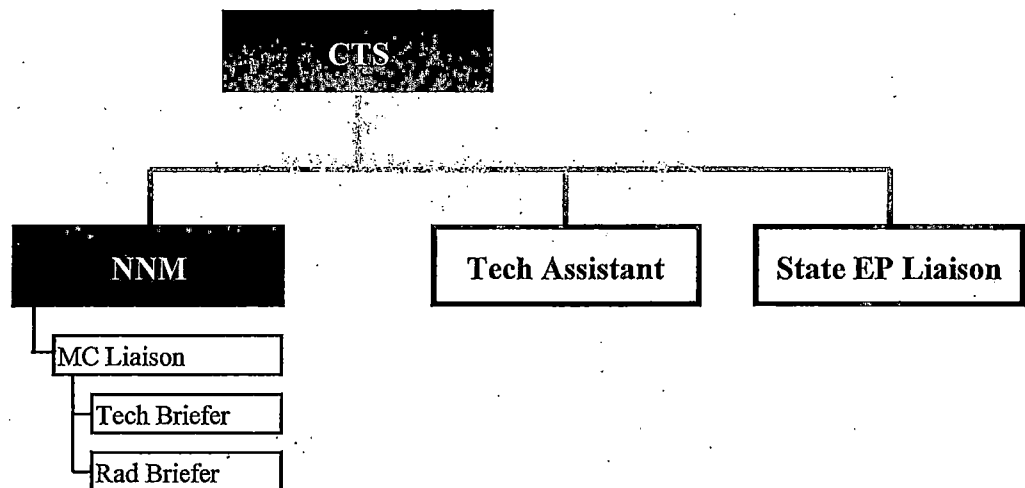 CTS
NNM
Tech Assistant
State EP Liaison
MC Liaison
Tech Briefer
Rad Briefer